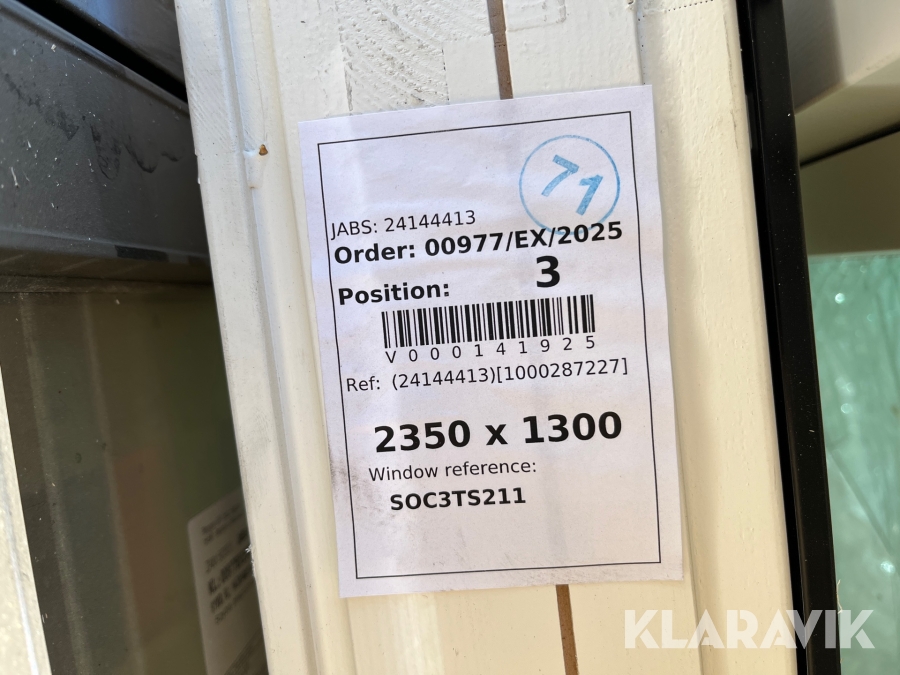 71
JABS: 24144413
Order: 00977/EX/2025
Position: 3
V000141925
Ref: (24144413)[1000287227]
2350 x 1300
Window reference:
SOC3TS211
KLARAVIK